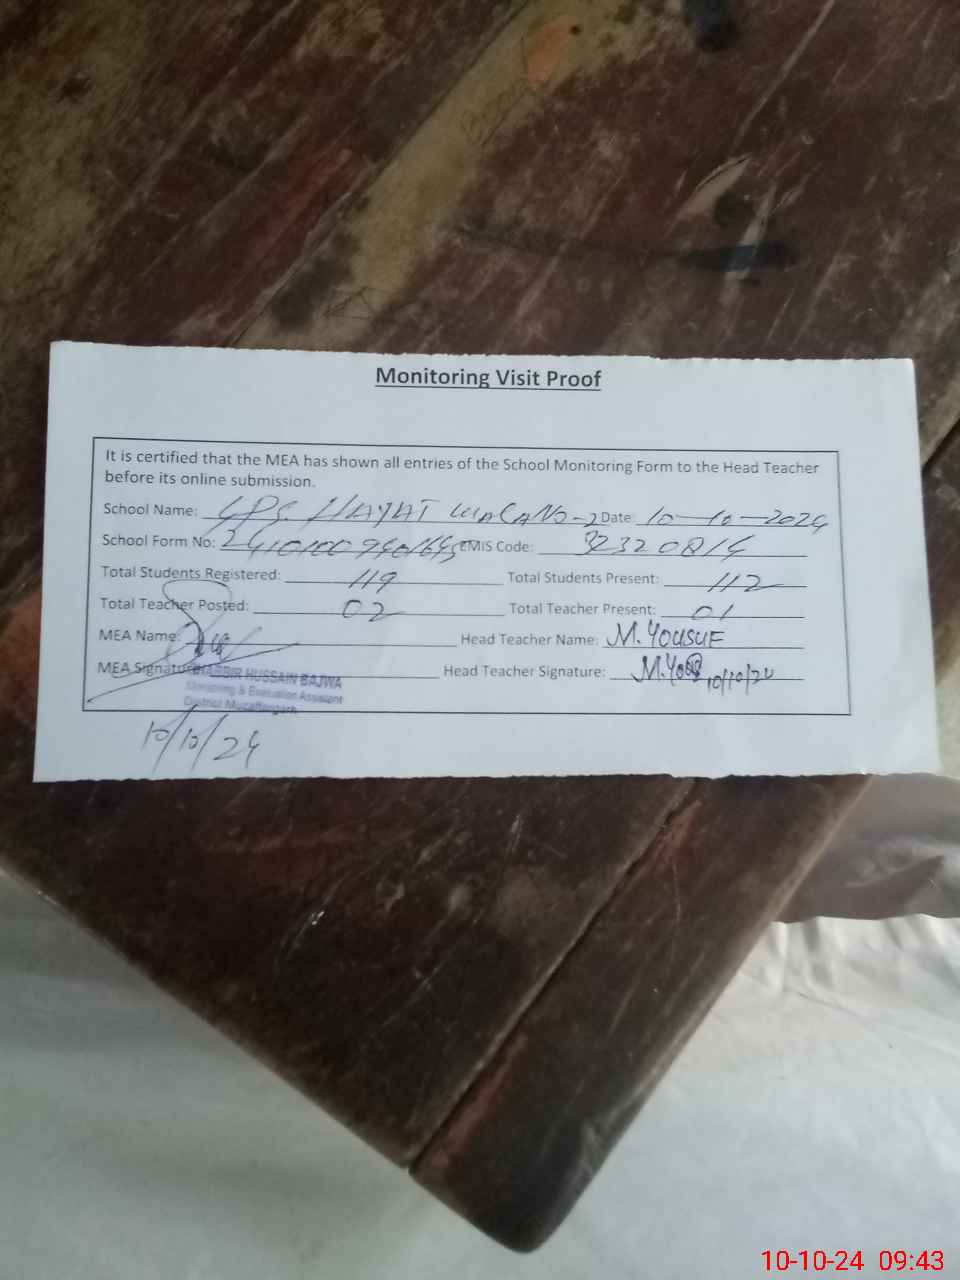 Monitoring Visit Proof
It is certified that the MEA has shown all entries of the School Monitoring Form to the Head Teacher
before its online submission.
School Name: GPS. HAYAT WALA NO-2 Date: 10-10-2024
School Form No: EMIS Code: 32320814
Total Students Registered: 119 Total Students Present: 112
Total Teacher Posted: 02 Total Teacher Present: 01
MEA Name: Head Teacher Name: M. YOUSUF
MEA Signature: Head Teacher Signature: 10/10/24
HUSSAIN BAJWA
Monitoring & Evaluation Assistant
District Muzaffargarh
10/10/24
10-10-24 09:43